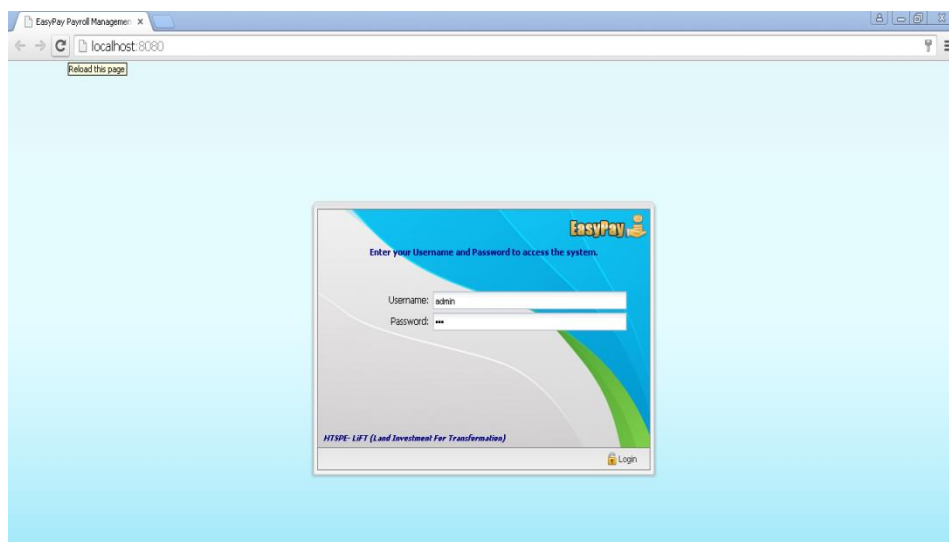 EasyPay Payroll Managemen
localhost:8080
Reload this page
EasyPay
Enter your Username and Password to access the system.
Username: admin
Password: •••
HTSPE- LiFT (Land Investment For Transformation)
Login